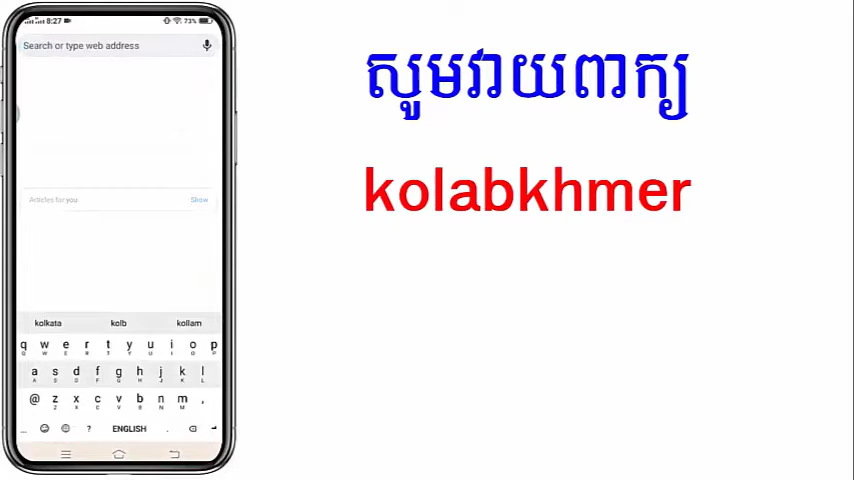 8:27 73%
Search or type web address
សូមវាយពាក្យ
kolabkhmer
Articles for you Show
kolkata kolb kollam
q w e r t y u i o p
Q W E R T Y U I O P
a s d f g h j k l
A S D F G H J K L
@ z x c v b n m ,
Z X C V B N M
... ? ENGLISH .